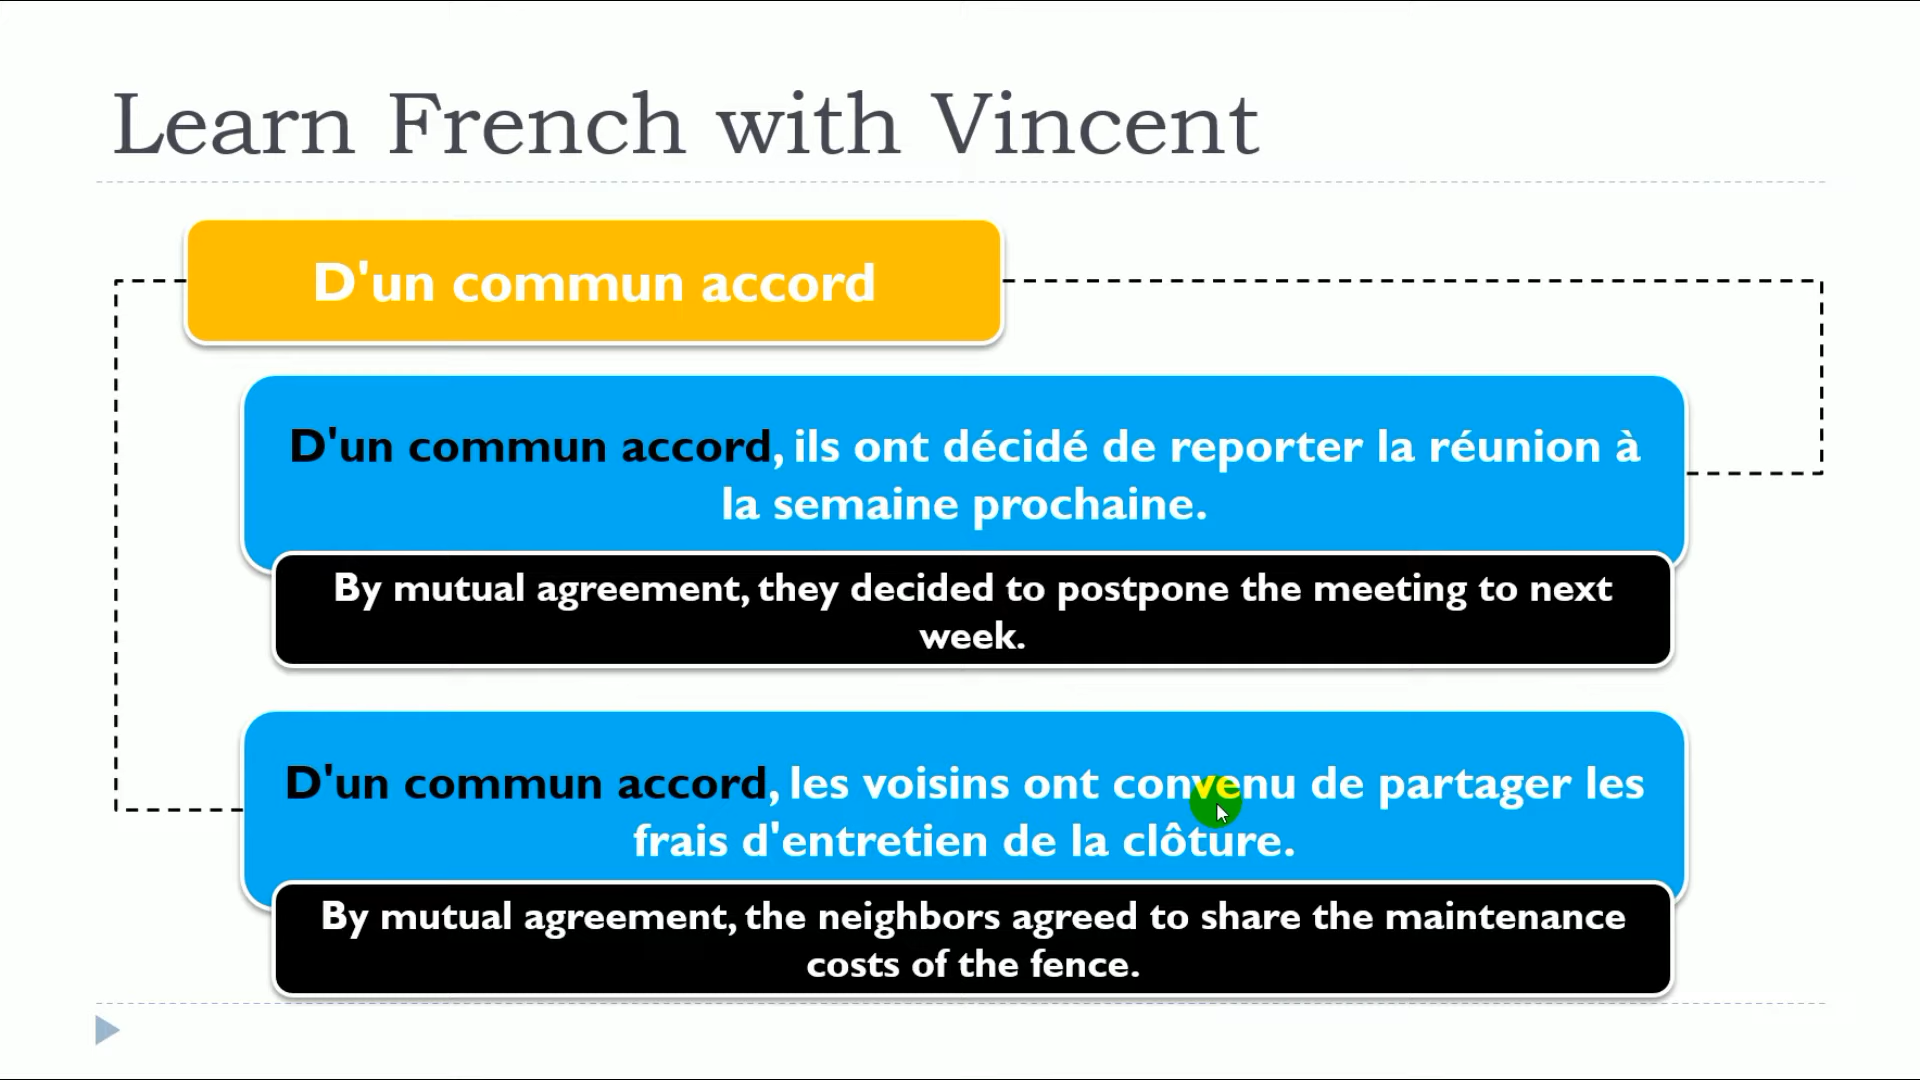 Learn French with Vincent
D'un commun accord
D'un commun accord, ils ont décidé de reporter la réunion à
la semaine prochaine.
By mutual agreement, they decided to postpone the meeting to next
week.
D'un commun accord, les voisins ont convenu de partager les
frais d'entretien de la clôture.
By mutual agreement, the neighbors agreed to share the maintenance
costs of the fence.